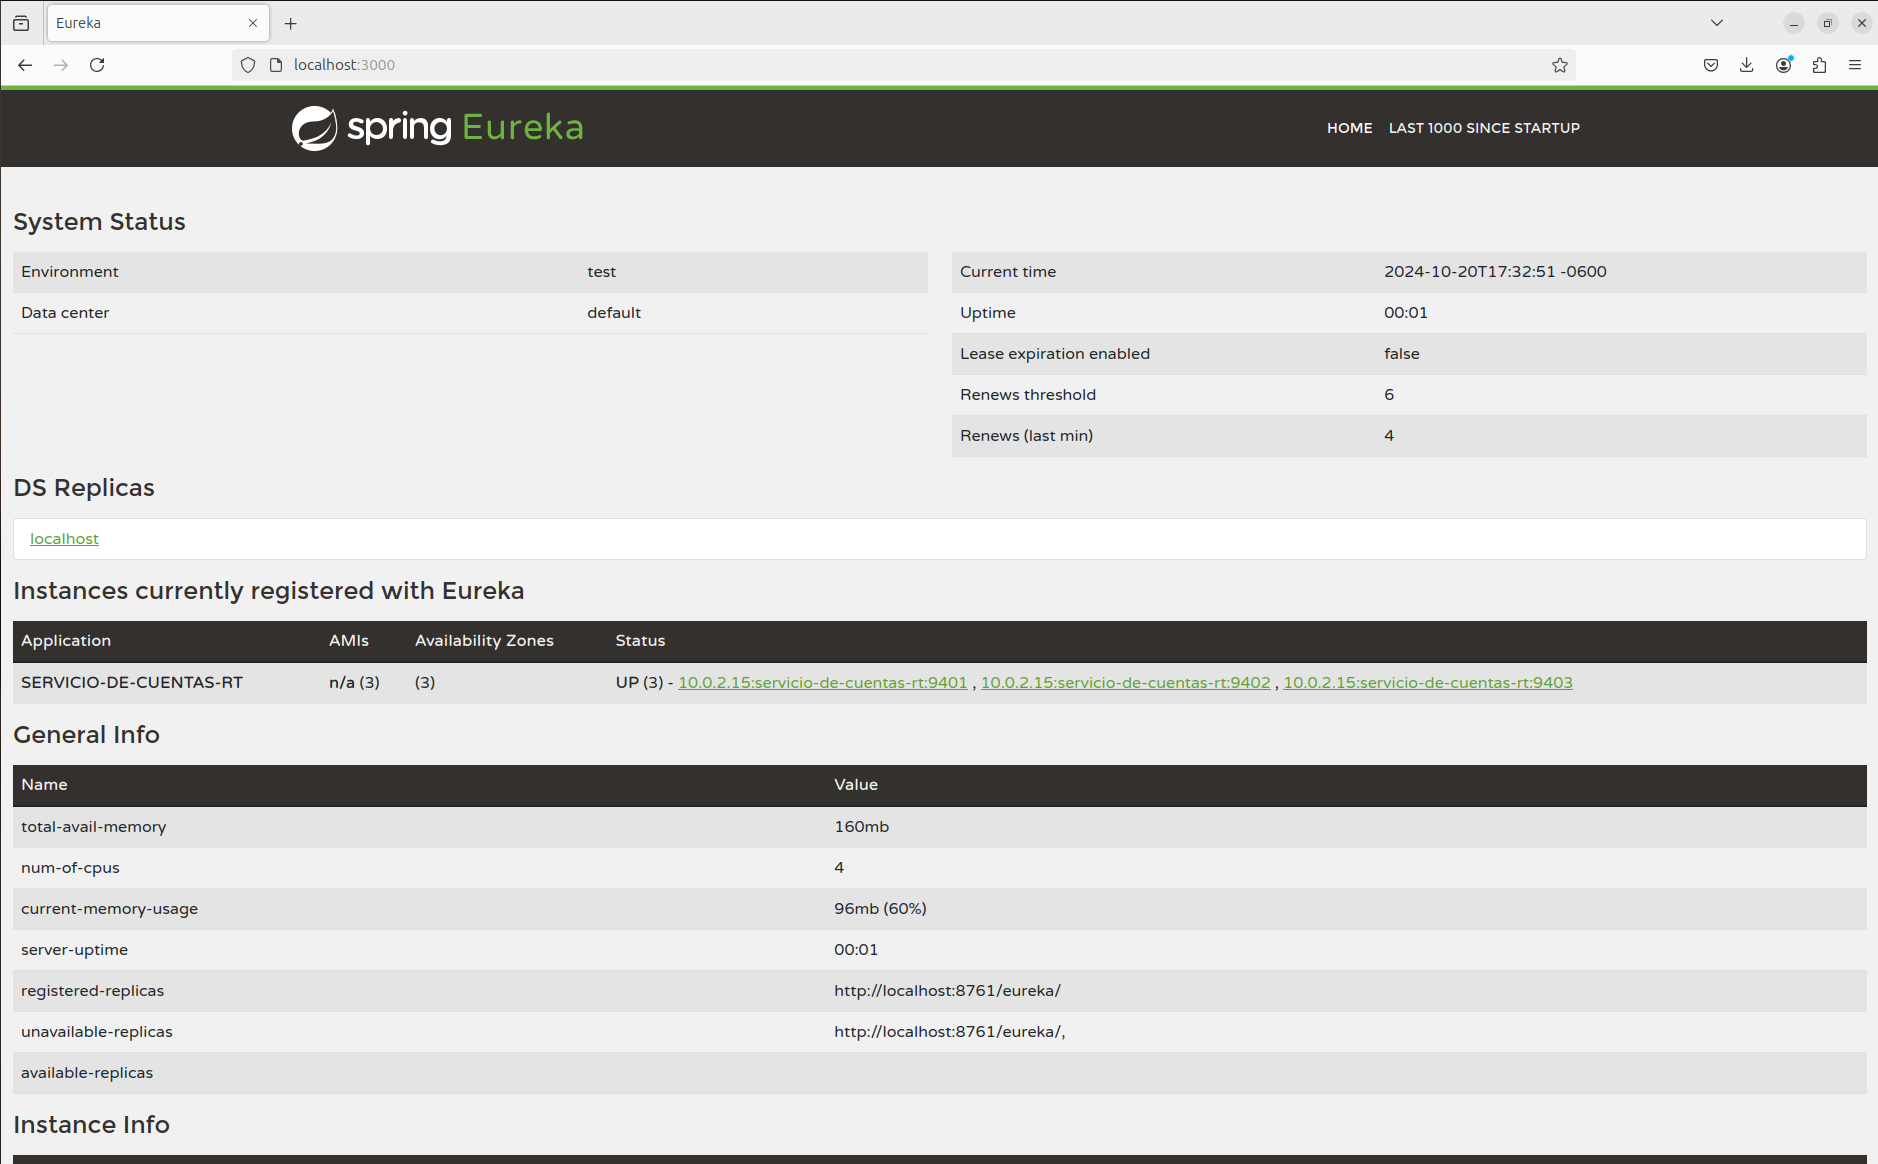 Eureka
localhost:3000
spring Eureka
HOME LAST 1000 SINCE STARTUP
System Status
Environment test
Data center default
Current time 2024-10-20T17:32:51 -0600
Uptime 00:01
Lease expiration enabled false
Renews threshold 6
Renews (last min) 4
DS Replicas
localhost
Instances currently registered with Eureka
Application AMIs Availability Zones Status
SERVICIO-DE-CUENTAS-RT n/a (3) (3) UP (3) - 10.0.2.15:servicio-de-cuentas-rt:9401 , 10.0.2.15:servicio-de-cuentas-rt:9402 , 10.0.2.15:servicio-de-cuentas-rt:9403
General Info
Name Value
total-avail-memory 160mb
num-of-cpus 4
current-memory-usage 96mb (60%)
server-uptime 00:01
registered-replicas http://localhost:8761/eureka/
unavailable-replicas http://localhost:8761/eureka/,
available-replicas
Instance Info